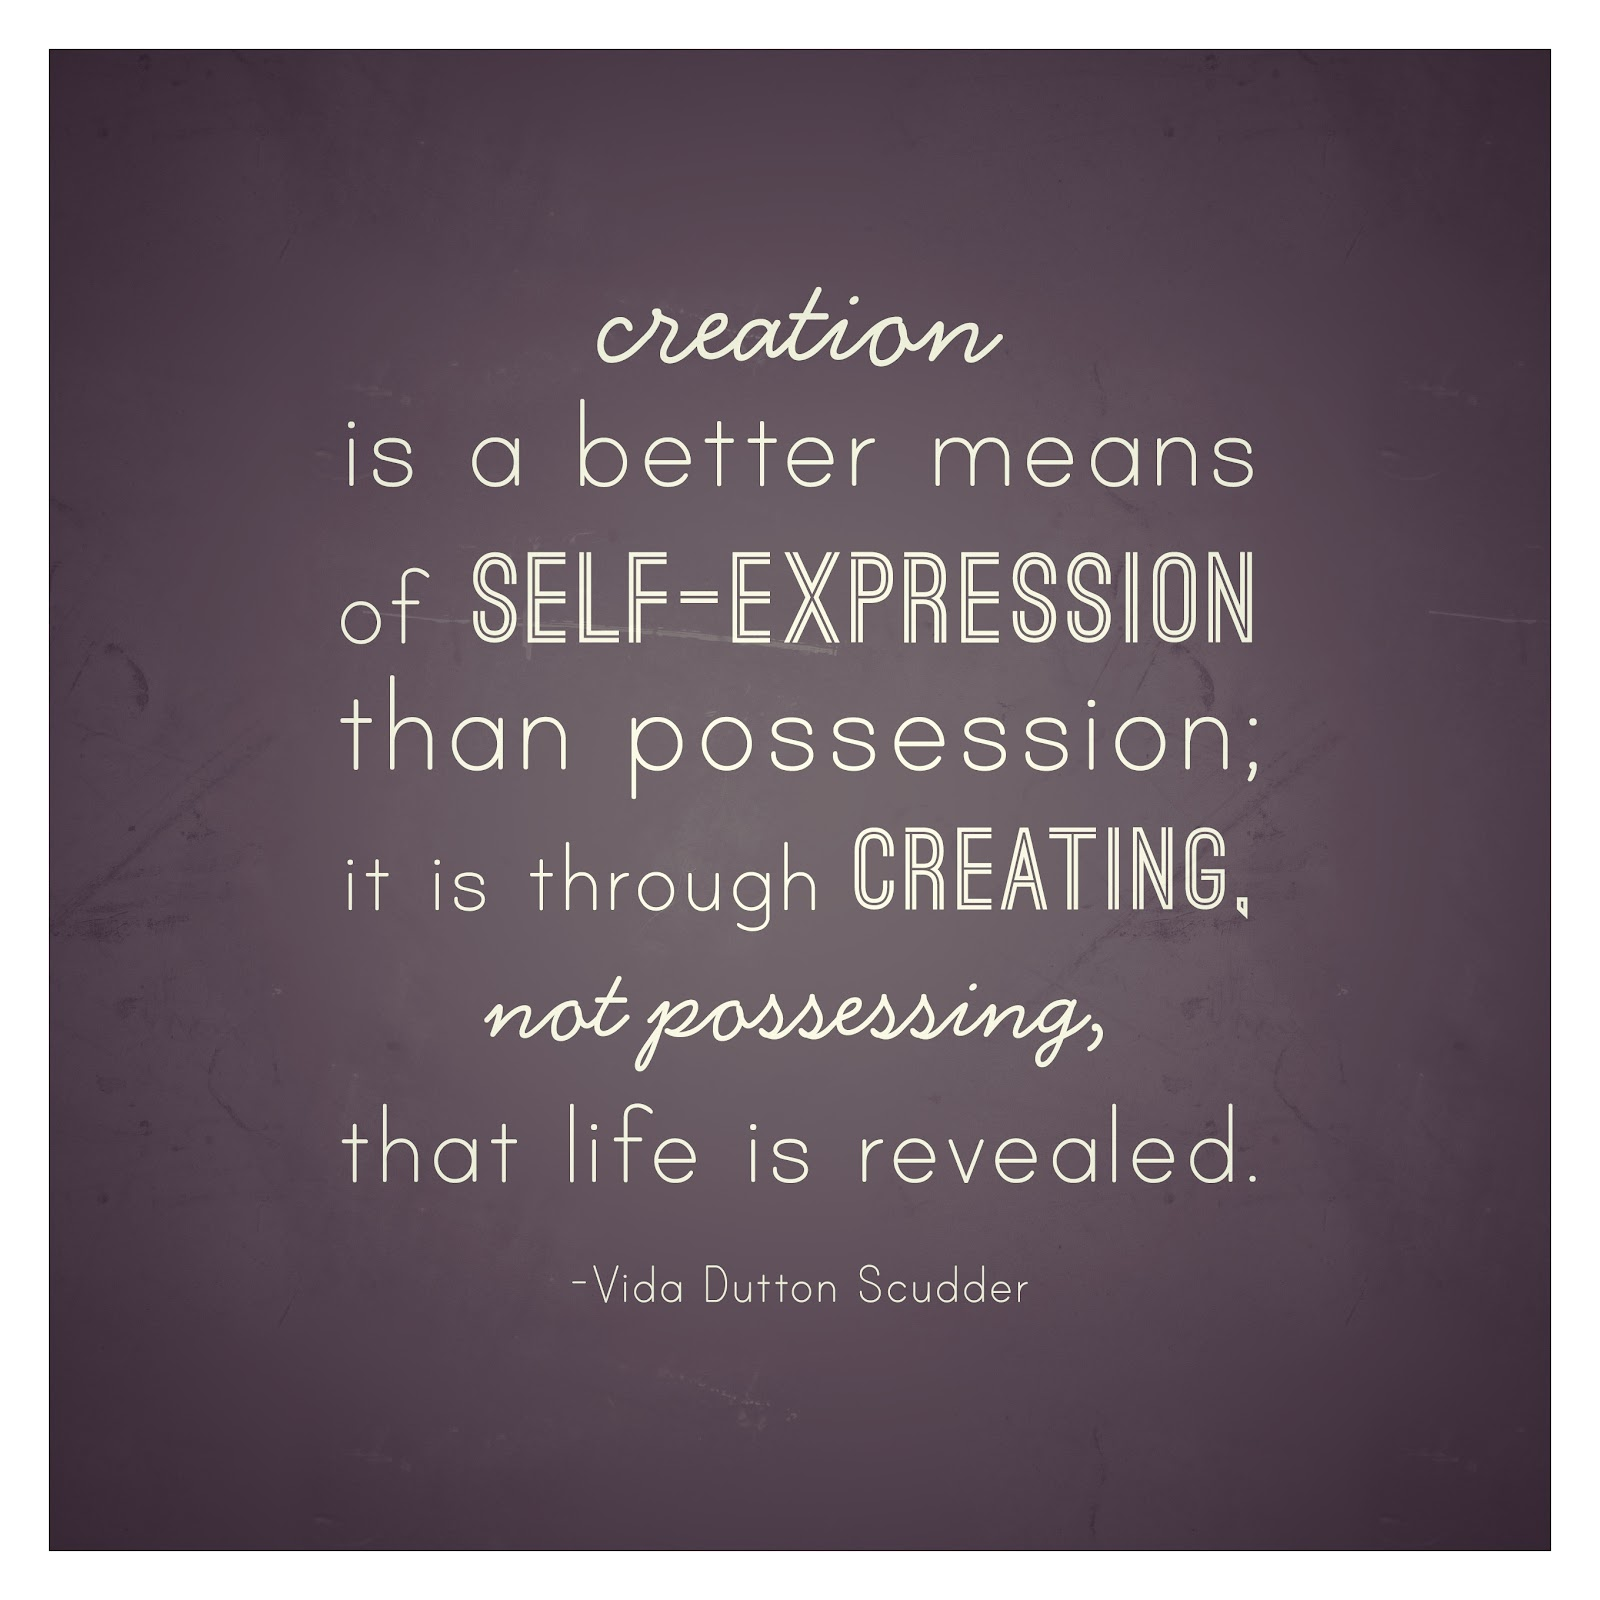 creation
is a better means
of SELF-EXPRESSION
than possession;
it is through CREATING,
not possessing,
that life is revealed.
-Vida Dutton Scudder